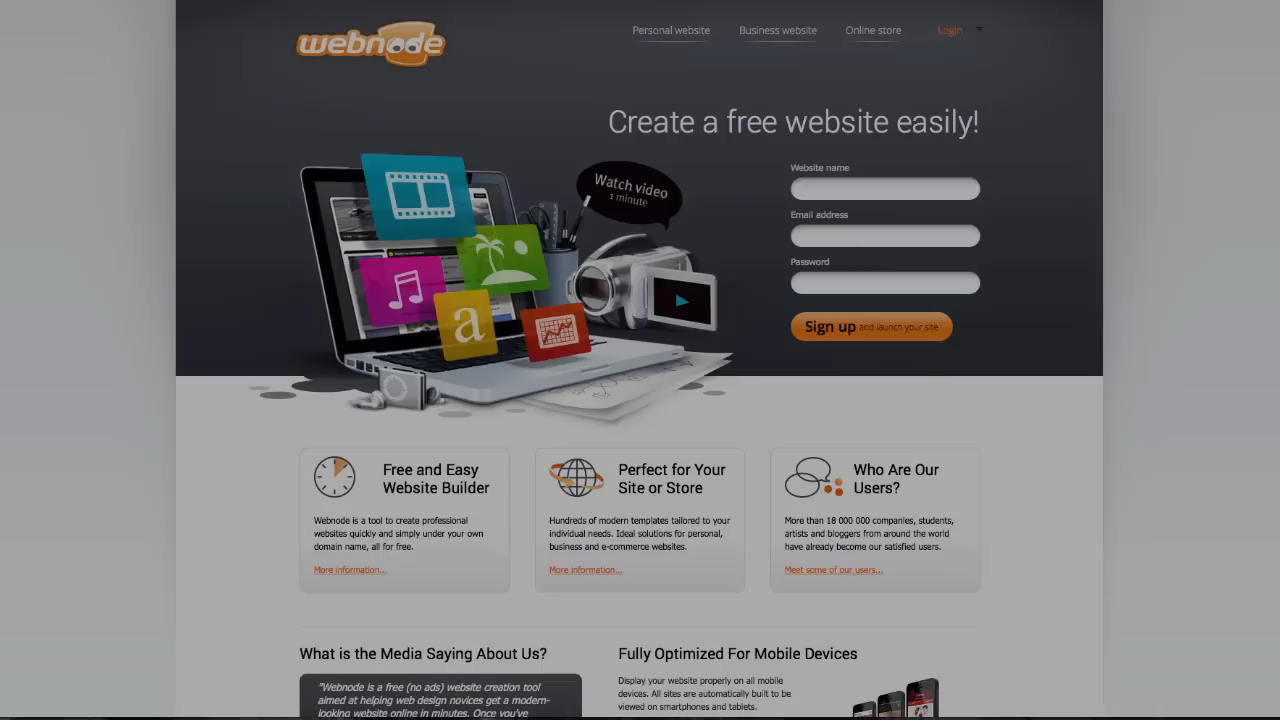 webnode
Personal website
Business website
Online store
Login
Create a free website easily!
Watch video
1 minute
Website name
Email address
Password
Sign up and launch your site
a
Free and Easy
Website Builder
Webnode is a tool to create professional
websites quickly and simply under your own
domain name, all for free.
More information...
Perfect for Your
Site or Store
Hundreds of modern templates tailored to your
individual needs. Ideal solutions for personal,
business and e-commerce websites.
More information...
Who Are Our
Users?
More than 18 000 000 companies, students,
artists and bloggers from around the world
have already become our satisfied users.
Meet some of our users...
What is the Media Saying About Us?
"Webnode is a free (no ads) website creation tool
aimed at helping web design novices get a modern-
looking website online in minutes. Once you've
Fully Optimized For Mobile Devices
Display your website properly on all mobile
devices. All sites are automatically built to be
viewed on smartphones and tablets.